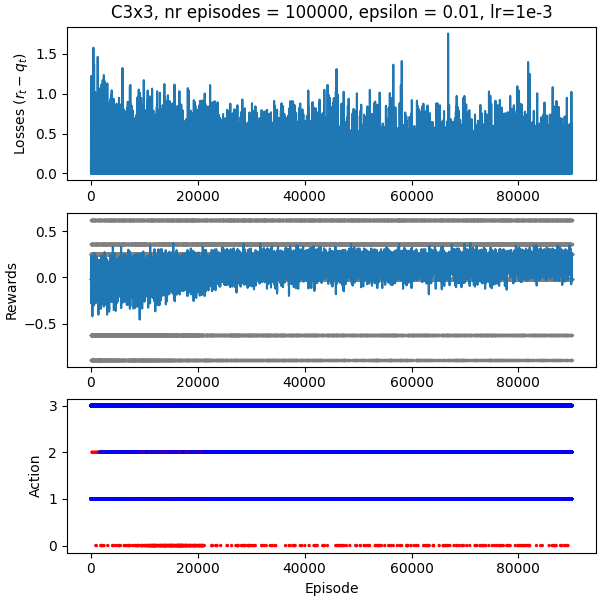 C3x3, nr episodes = 100000, epsilon = 0.01, lr=1e-3
Losses (r_t − q_t)
1.5
1.0
0.5
0.0
0 20000 40000 60000 80000
Rewards
0.5
0.0
−0.5
0 20000 40000 60000 80000
Action
3
2
1
0
0 20000 40000 60000 80000
Episode